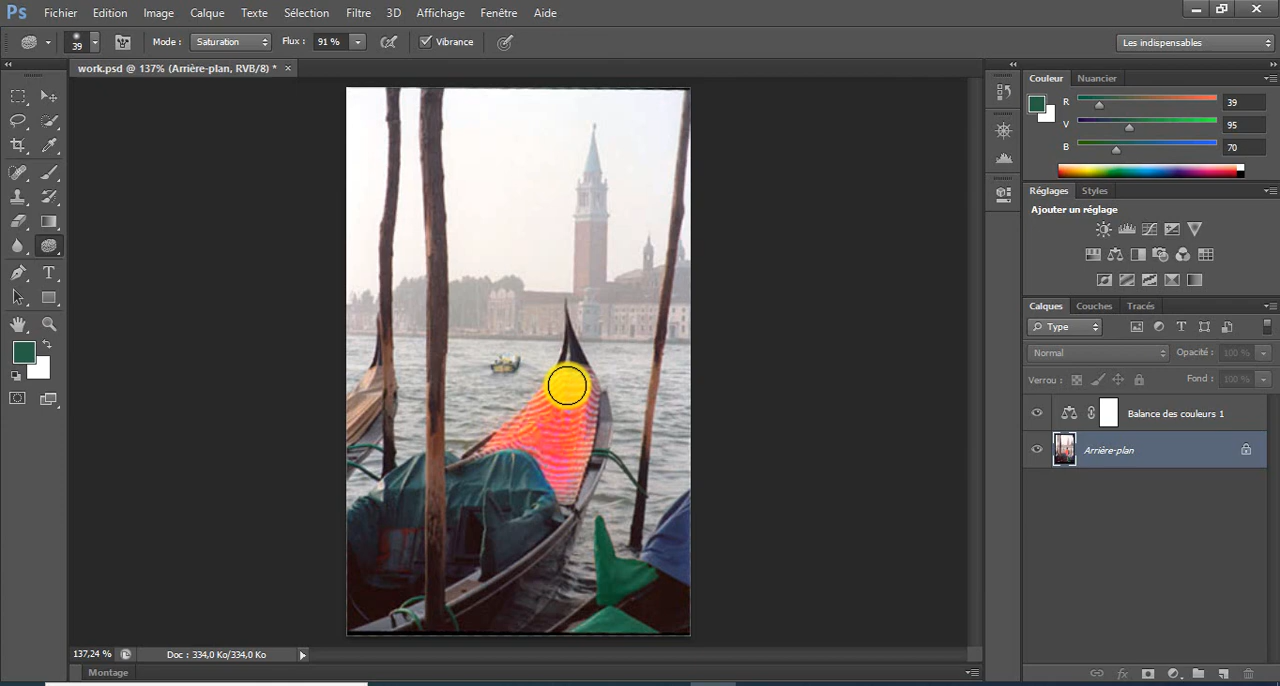 Ps Fichier Edition Image Calque Texte Sélection Filtre 3D Affichage Fenêtre Aide
39 Mode : Saturation Flux : 91 % Vibrance Les indispensables
work.psd @ 137% (Arrière-plan, RVB/8) * ×
Couleur Nuancier
R 39
V 95
B 70
Réglages Styles
Ajouter un réglage
Calques Couches Tracés
Type
Normal Opacité : 100 %
Verrou : Fond : 100 %
Balance des couleurs 1
Arrière-plan
137,24 % Doc : 334,0 Ko/334,0 Ko
Montage